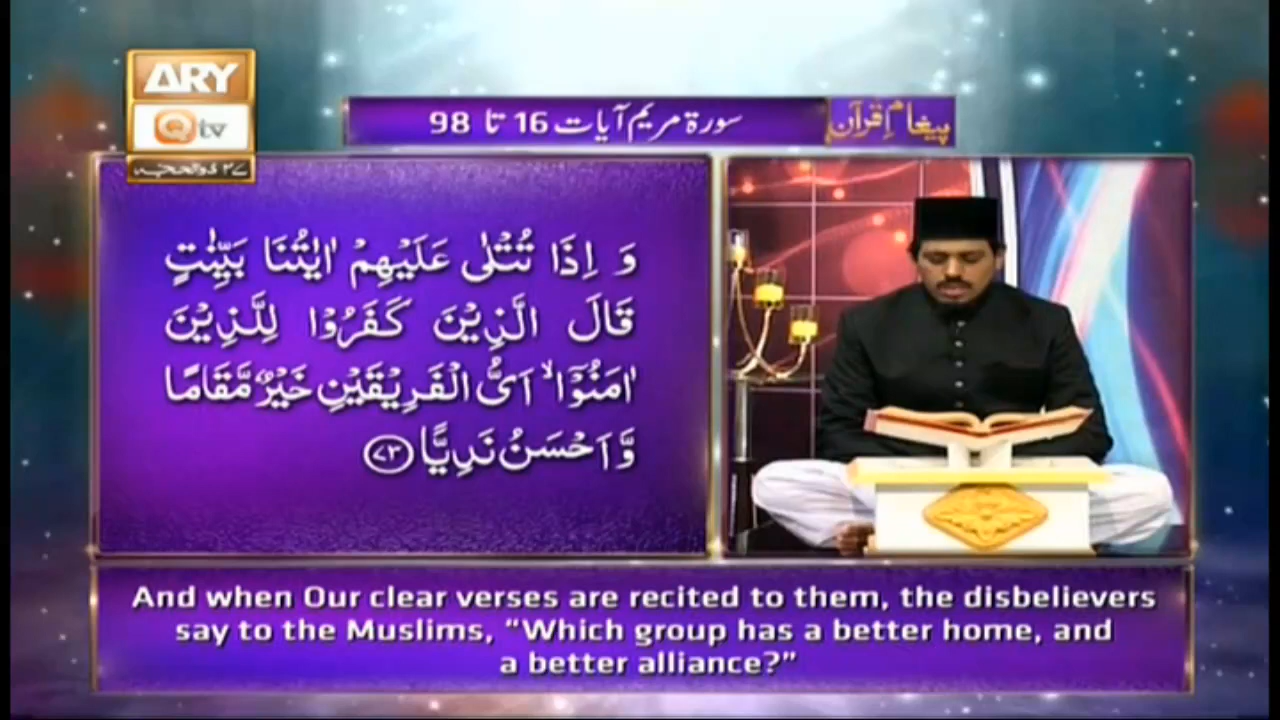 ARY
Qtv
۲۷ ذوالحجہ
پیغام قرآن
سورۃ مریم آیات 16 تا 98
وَ اِذَا تُتْلٰى عَلَیْهِمْ اٰیٰتُنَا بَیِّنٰتٍ
قَالَ الَّذِیْنَ كَفَرُوْا لِلَّذِیْنَ
اٰمَنُوْۤاۙ اَیُّ الْفَرِیْقَیْنِ خَیْرٌ مَّقَامًا
وَّ اَحْسَنُ نَدِیًّا ﴿۷۳﴾
And when Our clear verses are recited to them, the disbelievers
say to the Muslims, “Which group has a better home, and
a better alliance?”